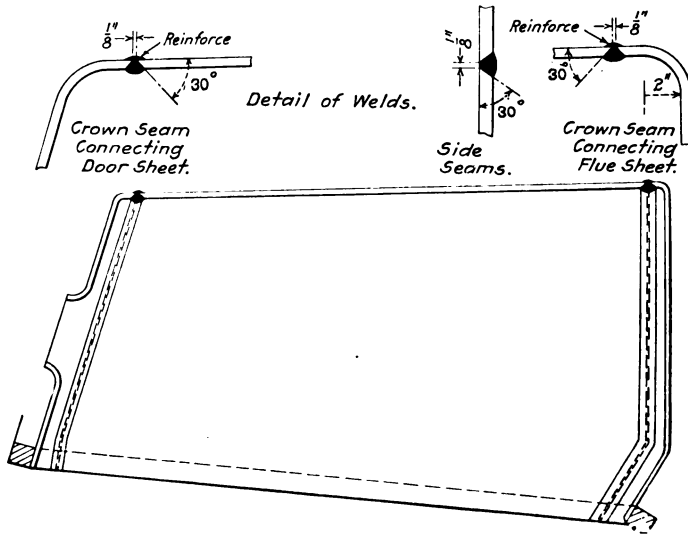 1/8"
Reinforce
30°
Crown Seam
Connecting
Door Sheet.
Detail of Welds.
1/8"
30°
Side
Seams.
Reinforce
1/8"
30°
2"
Crown Seam
Connecting
Flue Sheet.